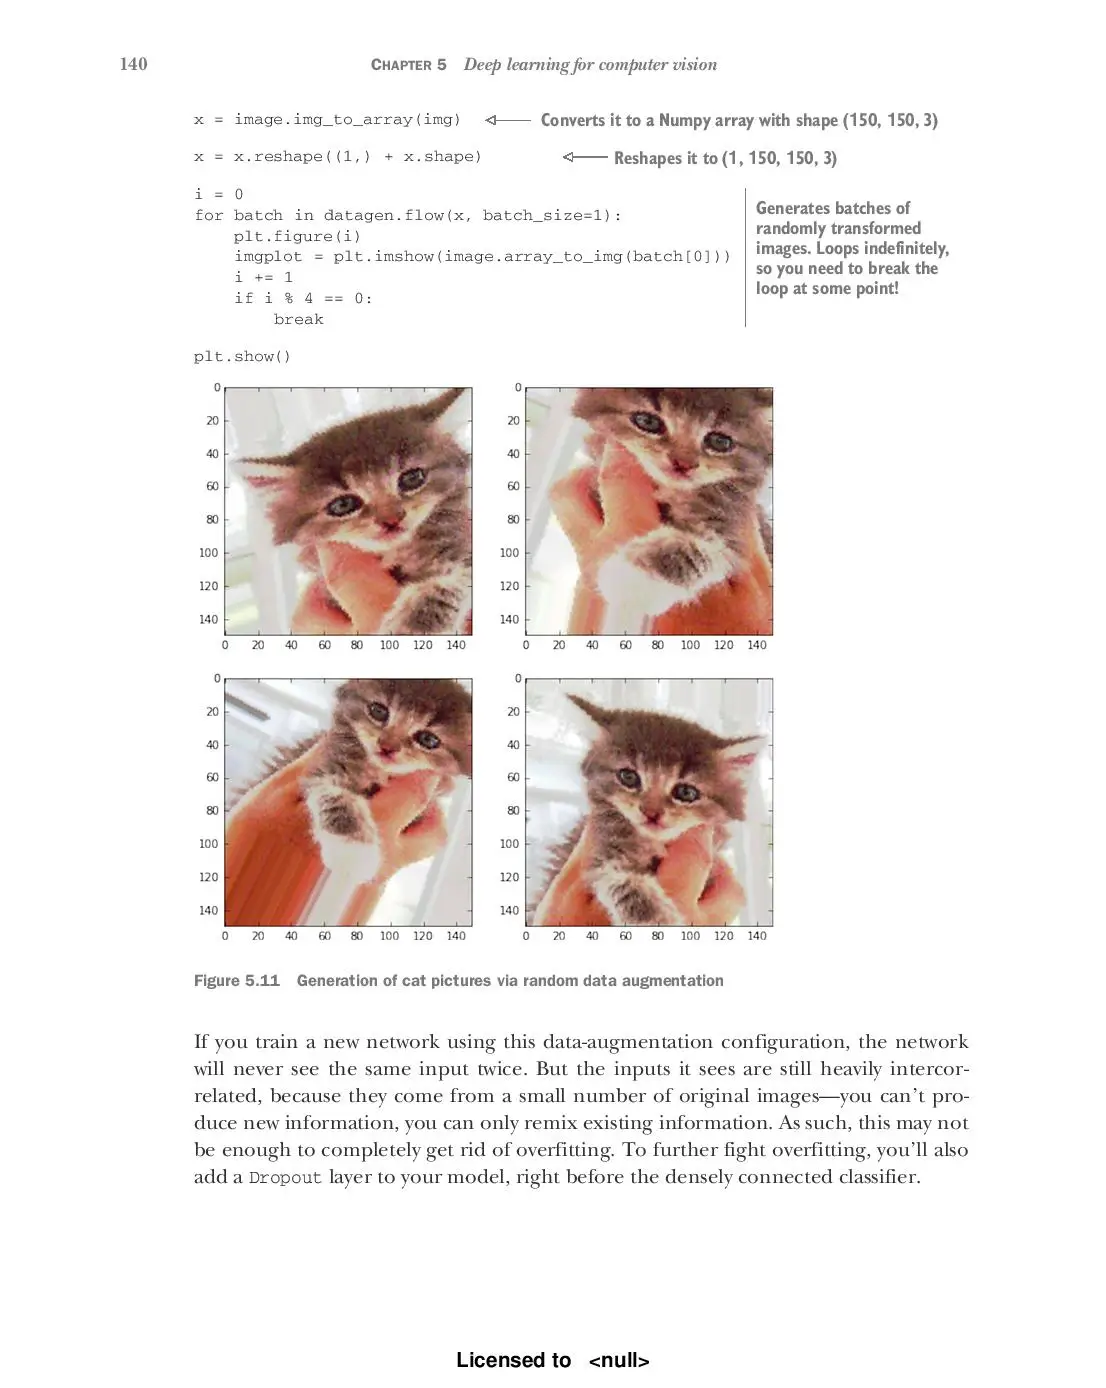 140 CHAPTER 5 Deep learning for computer vision
x = image.img_to_array(img) Converts it to a Numpy array with shape (150, 150, 3)
x = x.reshape((1,) + x.shape) Reshapes it to (1, 150, 150, 3)
i = 0
for batch in datagen.flow(x, batch_size=1):
    plt.figure(i)
    imgplot = plt.imshow(image.array_to_img(batch[0]))
    i += 1
    if i % 4 == 0:
        break
Generates batches of
randomly transformed
images. Loops indefinitely,
so you need to break the
loop at some point!
plt.show()
0
20
40
60
80
100
120
140
0 20 40 60 80 100 120 140
0
20
40
60
80
100
120
140
0 20 40 60 80 100 120 140
0
20
40
60
80
100
120
140
0 20 40 60 80 100 120 140
0
20
40
60
80
100
120
140
0 20 40 60 80 100 120 140
Figure 5.11 Generation of cat pictures via random data augmentation
If you train a new network using this data-augmentation configuration, the network
will never see the same input twice. But the inputs it sees are still heavily intercor-
related, because they come from a small number of original images—you can't pro-
duce new information, you can only remix existing information. As such, this may not
be enough to completely get rid of overfitting. To further fight overfitting, you'll also
add a Dropout layer to your model, right before the densely connected classifier.
Licensed to <null>